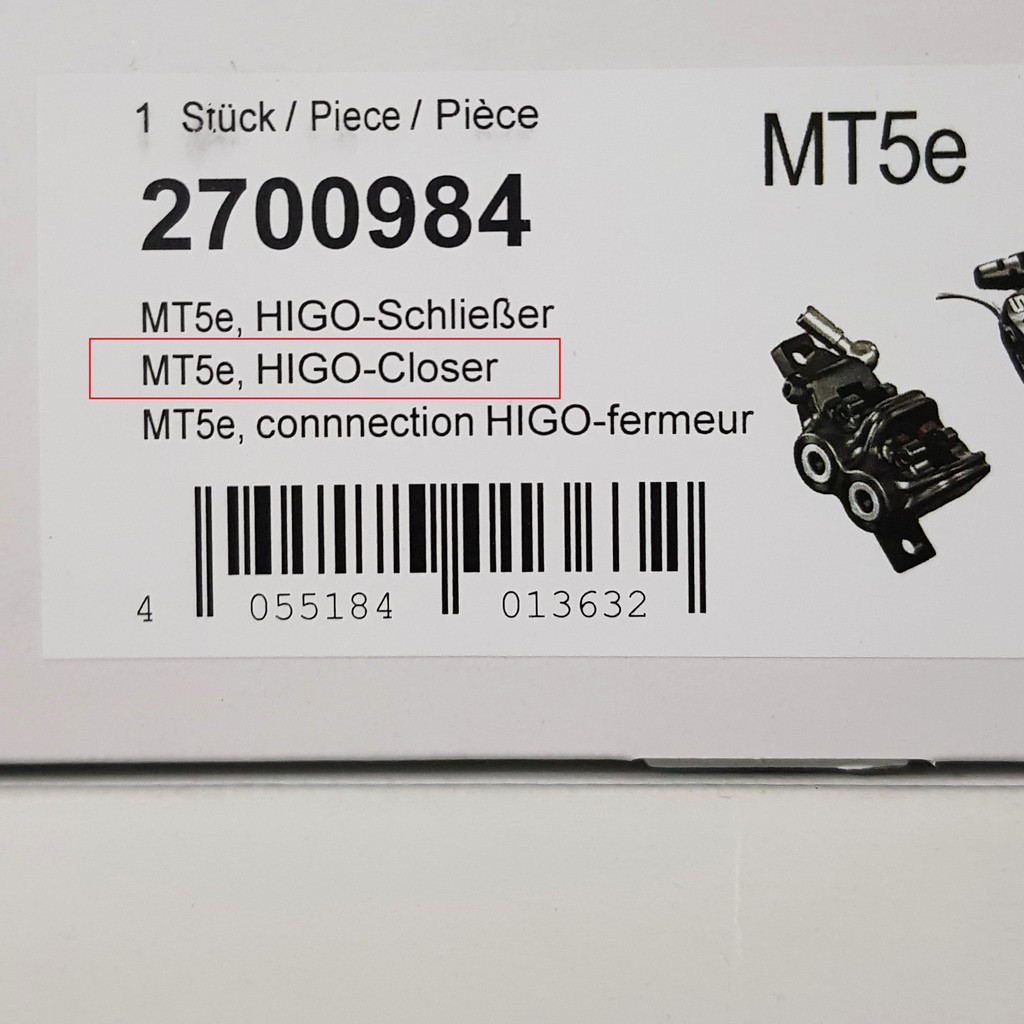 1 Stück / Piece / Pièce
MT5e
2700984
MT5e, HIGO-Schließer
MT5e, HIGO-Closer
MT5e, connnection HIGO-fermeur
4 055184 013632